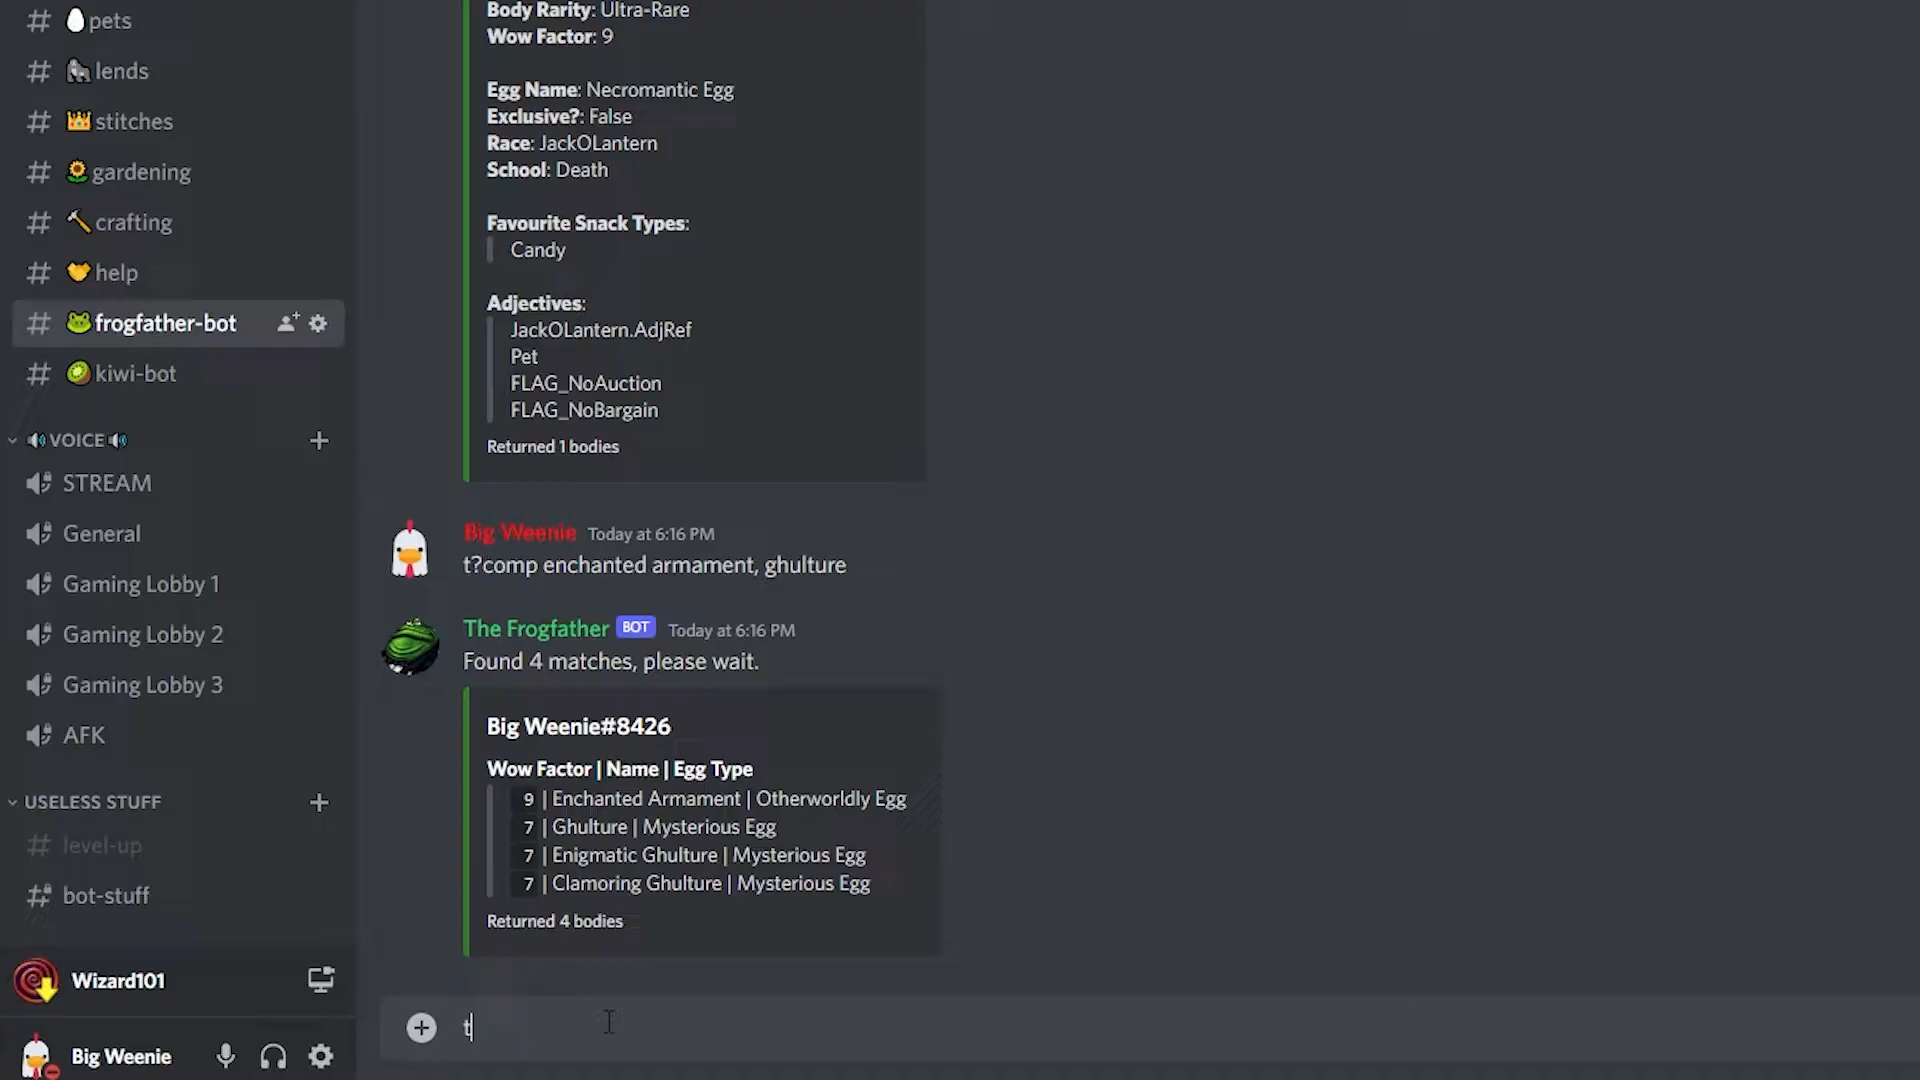 # pets
# lends
# stitches
# gardening
# crafting
# help
# frogfather-bot
# kiwi-bot
VOICE
STREAM
General
Gaming Lobby 1
Gaming Lobby 2
Gaming Lobby 3
AFK
USELESS STUFF
# level-up
# bot-stuff
Wizard101
Big Weenie
Body Rarity: Ultra-Rare
Wow Factor: 9
Egg Name: Necromantic Egg
Exclusive?: False
Race: JackOLantern
School: Death
Favourite Snack Types:
Candy
Adjectives:
JackOLantern.AdjRef
Pet
FLAG_NoAuction
FLAG_NoBargain
Returned 1 bodies
Big Weenie Today at 6:16 PM
t?comp enchanted armament, ghulture
The Frogfather BOT Today at 6:16 PM
Found 4 matches, please wait.
Big Weenie#8426
Wow Factor | Name | Egg Type
9 | Enchanted Armament | Otherworldly Egg
7 | Ghulture | Mysterious Egg
7 | Enigmatic Ghulture | Mysterious Egg
7 | Clamoring Ghulture | Mysterious Egg
Returned 4 bodies
t